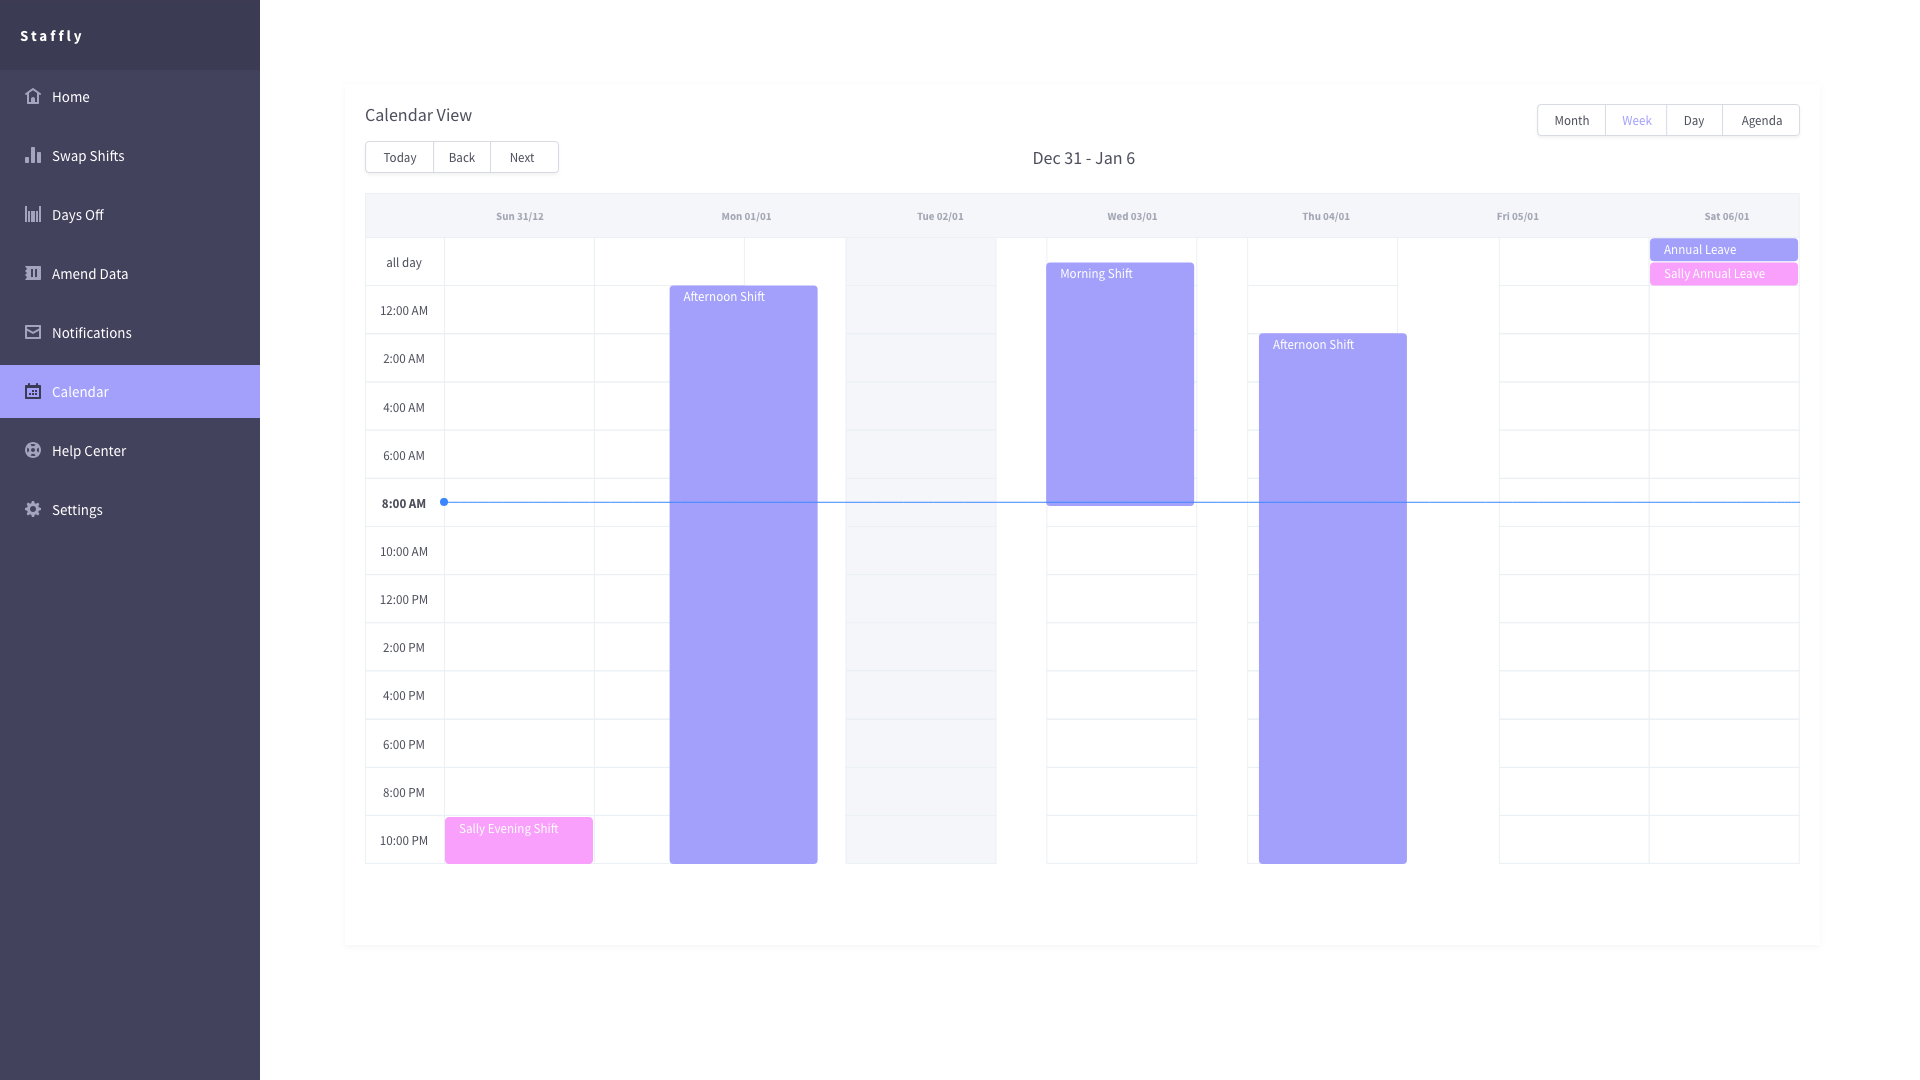 Staffly
Home
Swap Shifts
Days Off
Amend Data
Notifications
Calendar
Help Center
Settings
Calendar View
Month Week Day Agenda
Today Back Next
Dec 31 - Jan 6
Sun 31/12 Mon 01/01 Tue 02/01 Wed 03/01 Thu 04/01 Fri 05/01 Sat 06/01
all day
Annual Leave
Sally Annual Leave
Morning Shift
12:00 AM
Afternoon Shift
2:00 AM
Afternoon Shift
4:00 AM
6:00 AM
8:00 AM
10:00 AM
12:00 PM
2:00 PM
4:00 PM
6:00 PM
8:00 PM
Sally Evening Shift
10:00 PM